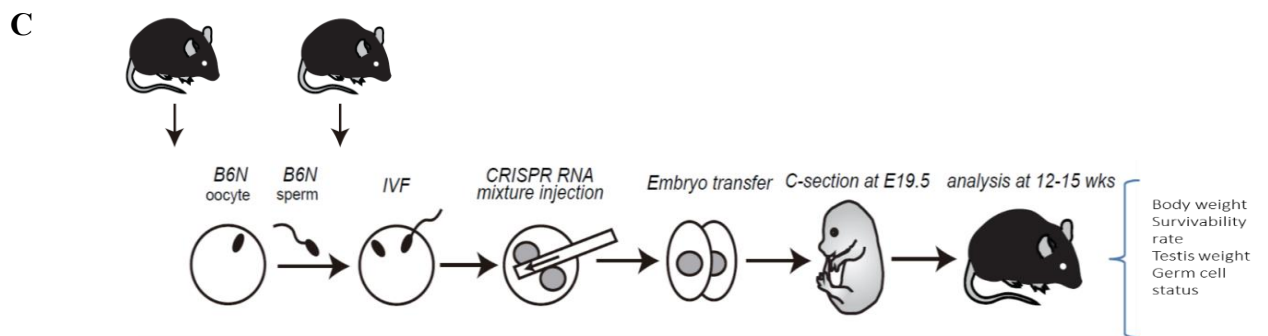 C
B6N
oocyte
B6N
sperm
IVF
CRISPR RNA
mixture injection
Embryo transfer
C-section at E19.5
analysis at 12-15 wks
Body weight
Survivability
rate
Testis weight
Germ cell
status